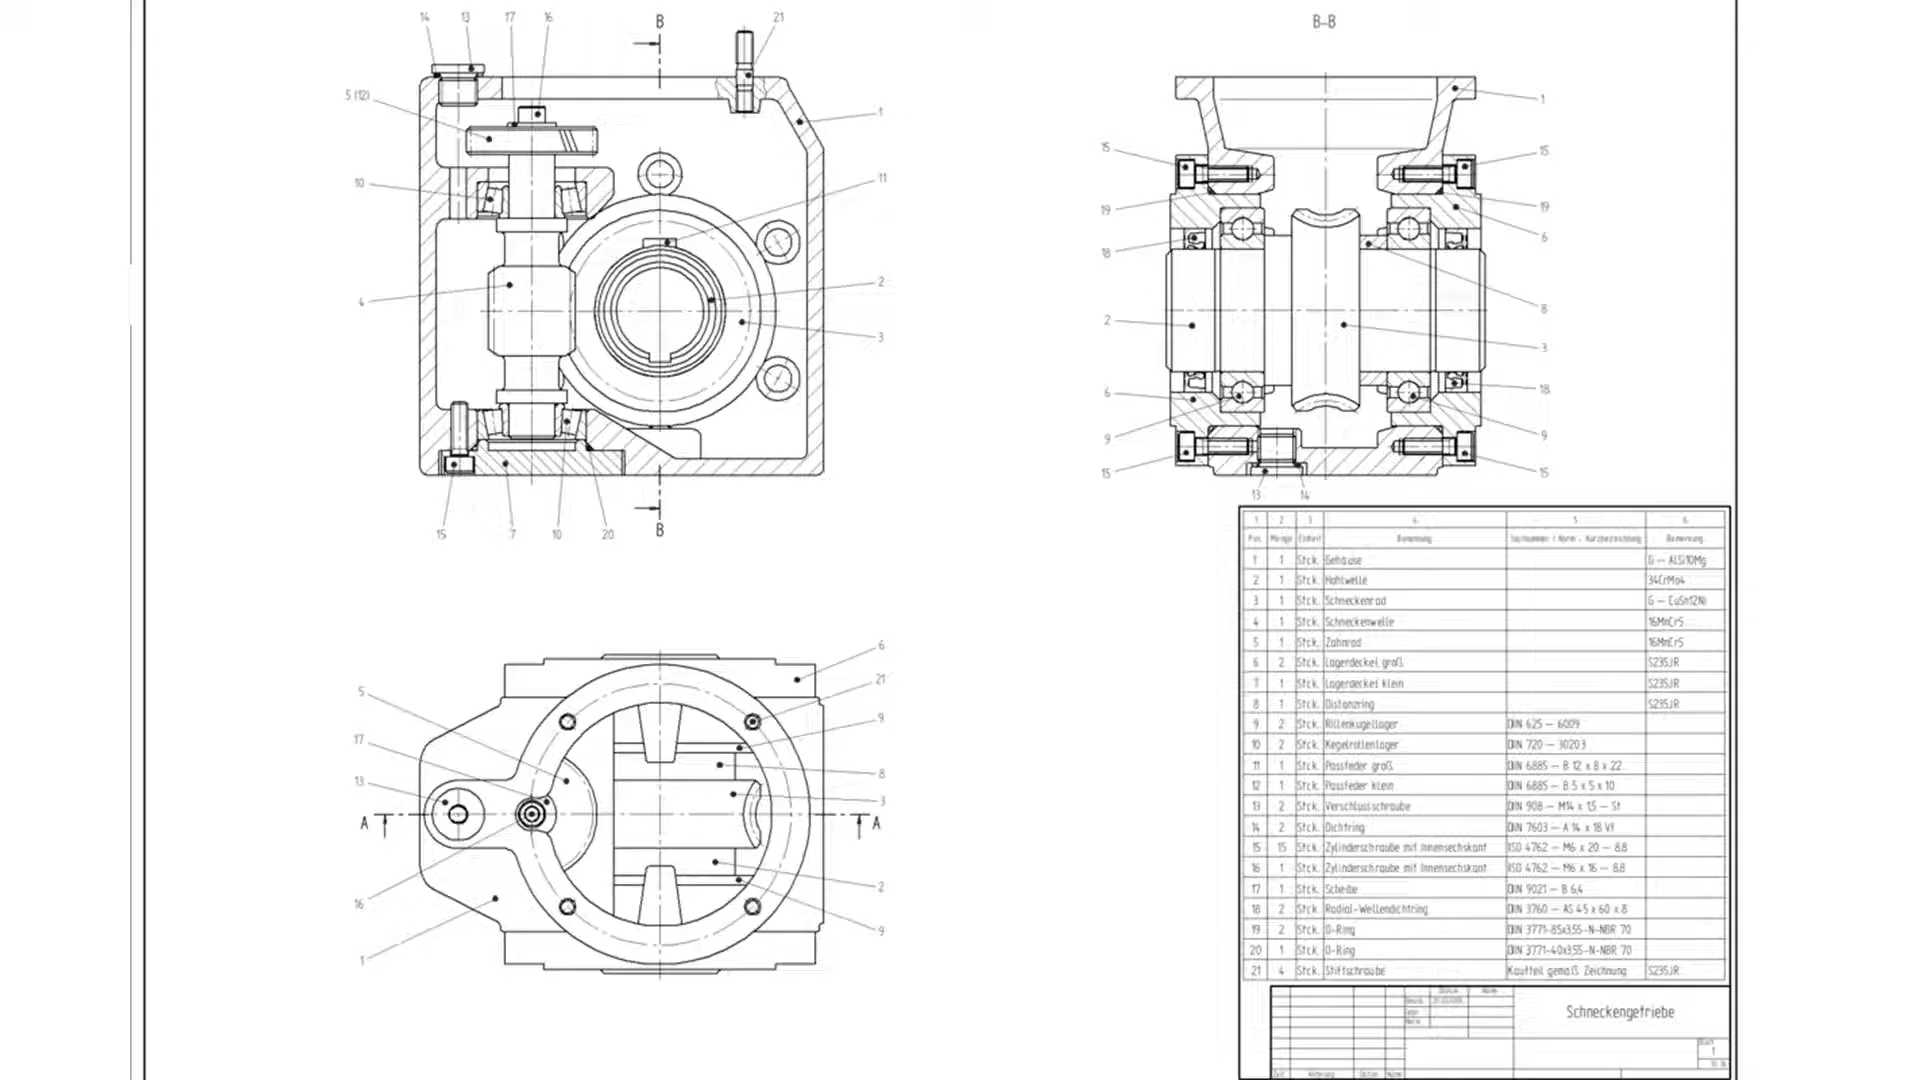 14 13 17 16 B 21
5 (12)
1
10
11
4
2
3
15 7 10 B 20
B-B
1
15 15
19 19
18 6
8
2
3
18
6
9 9
15 15
13 14
5 6
17 21
13 9
8
3
A A
2
16
9
1
1 2 3 4 5 6
Pos. Menge Einheit Benennung Sachnummer / Norm - Kurzbezeichnung Bemerkung
1 1 Stck. Gehäuse G - AlSi10Mg
2 1 Stck. Hohlwelle 34CrMo4
3 1 Stck. Schneckenrad G - CuSn12Ni
4 1 Stck. Schneckenwelle 16MnCr5
5 1 Stck. Zahnrad 16MnCr5
6 2 Stck. Lagerdeckel groß S235JR
7 1 Stck. Lagerdeckel klein S235JR
8 1 Stck. Distanzring S235JR
9 2 Stck. Rillenkugellager DIN 625 - 6009
10 2 Stck. Kegelrollenlager DIN 720 - 30203
11 1 Stck. Passfeder groß DIN 6885 - B 12 x 8 x 22
12 1 Stck. Passfeder klein DIN 6885 - B 5 x 5 x 10
13 2 Stck. Verschlussschraube DIN 908 - M14 x 1,5 - St
14 2 Stck. Dichtring DIN 7603 - A 14 x 18 Vf
15 15 Stck. Zylinderschraube mit Innensechskant ISO 4762 - M6 x 20 - 8.8
16 1 Stck. Zylinderschraube mit Innensechskant ISO 4762 - M6 x 16 - 8.8
17 1 Stck. Scheibe DIN 9021 - B 6,4
18 2 Stck. Radial-Wellendichtring DIN 3760 - AS 45 x 60 x 8
19 2 Stck. O-Ring DIN 3771-85x3,55-N-NBR 70
20 1 Stck. O-Ring DIN 3771-40x3,55-N-NBR 70
21 4 Stck. Stiftschraube Kaufteil gemäß Zeichnung S235JR
Datum Name
Schneckengetriebe
Blatt
1
Zust. Änderung Datum Name